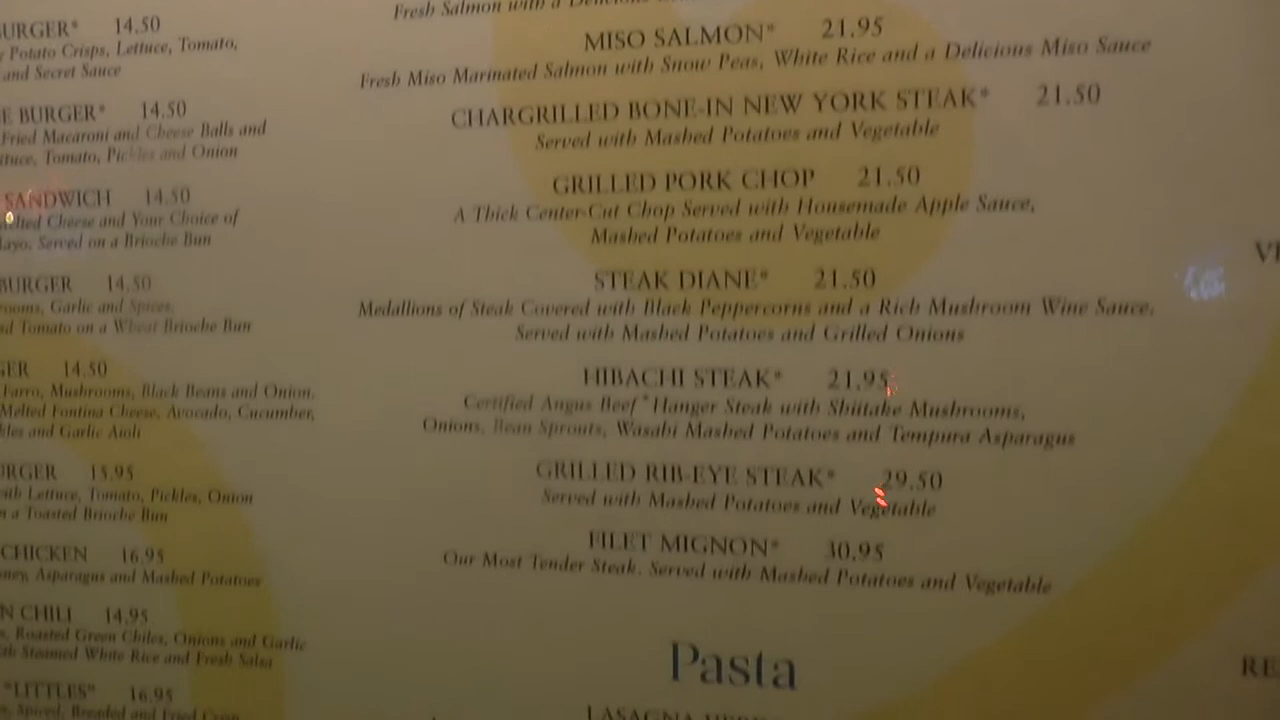 BURGER* 14.50
Potato Crisps, Lettuce, Tomato,
and Secret Sauce
E BURGER* 14.50
Fried Macaroni and Cheese Balls and
Tomato, Pickles and Onion
SANDWICH 14.50
Melted Cheese and Your Choice of
Mayo, Served on a Brioche Bun
BURGER 14.50
Garlic and Spices,
Tomato on a Wheat Brioche Bun
14.50
Farro, Mushrooms, Black Beans and Onion.
Melted Fontina Cheese, Avocado, Cucumber,
and Garlic Aioli
15.95
with Lettuce, Tomato, Pickles, Onion
a Toasted Brioche Bun
CHICKEN 16.95
Asparagus and Mashed Potatoes
N CHILI 14.95
Roasted Green Chiles, Onions and Garlic
Steamed White Rice and Fresh Salsa
"LITTLES" 16.95
Spiced, Breaded and Fried Crisp
Fresh Salmon with a Delicious
MISO SALMON* 21.95
Fresh Miso Marinated Salmon with Snow Peas, White Rice and a Delicious Miso Sauce
CHARGRILLED BONE-IN NEW YORK STEAK* 21.50
Served with Mashed Potatoes and Vegetable
GRILLED PORK CHOP 21.50
A Thick Center-Cut Chop Served with Housemade Apple Sauce,
Mashed Potatoes and Vegetable
STEAK DIANE* 21.50
Medallions of Steak Covered with Black Peppercorns and a Rich Mushroom Wine Sauce.
Served with Mashed Potatoes and Grilled Onions
HIBACHI STEAK* 21.95
Certified Angus Beef® Hanger Steak with Shiitake Mushrooms,
Onions, Bean Sprouts, Wasabi Mashed Potatoes and Tempura Asparagus
GRILLED RIB-EYE STEAK* 29.50
Served with Mashed Potatoes and Vegetable
FILET MIGNON* 30.95
Our Most Tender Steak. Served with Mashed Potatoes and Vegetable
Pasta